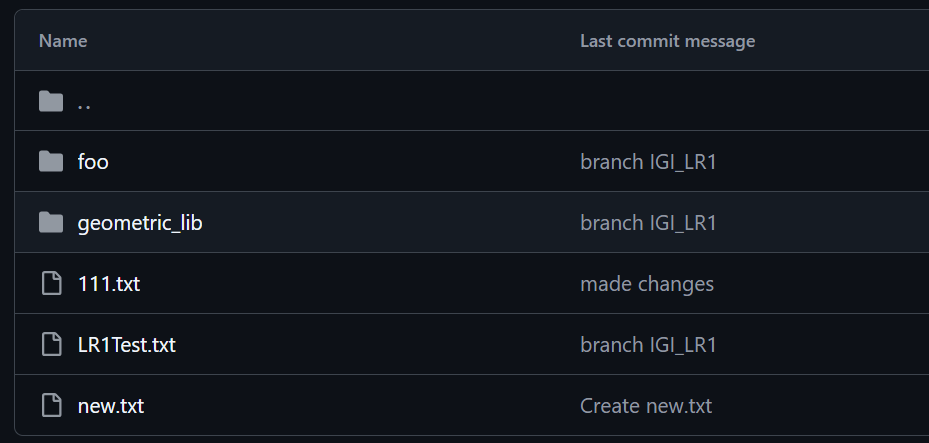 Name Last commit message
..
foo branch IGI_LR1
geometric_lib branch IGI_LR1
111.txt made changes
LR1Test.txt branch IGI_LR1
new.txt Create new.txt